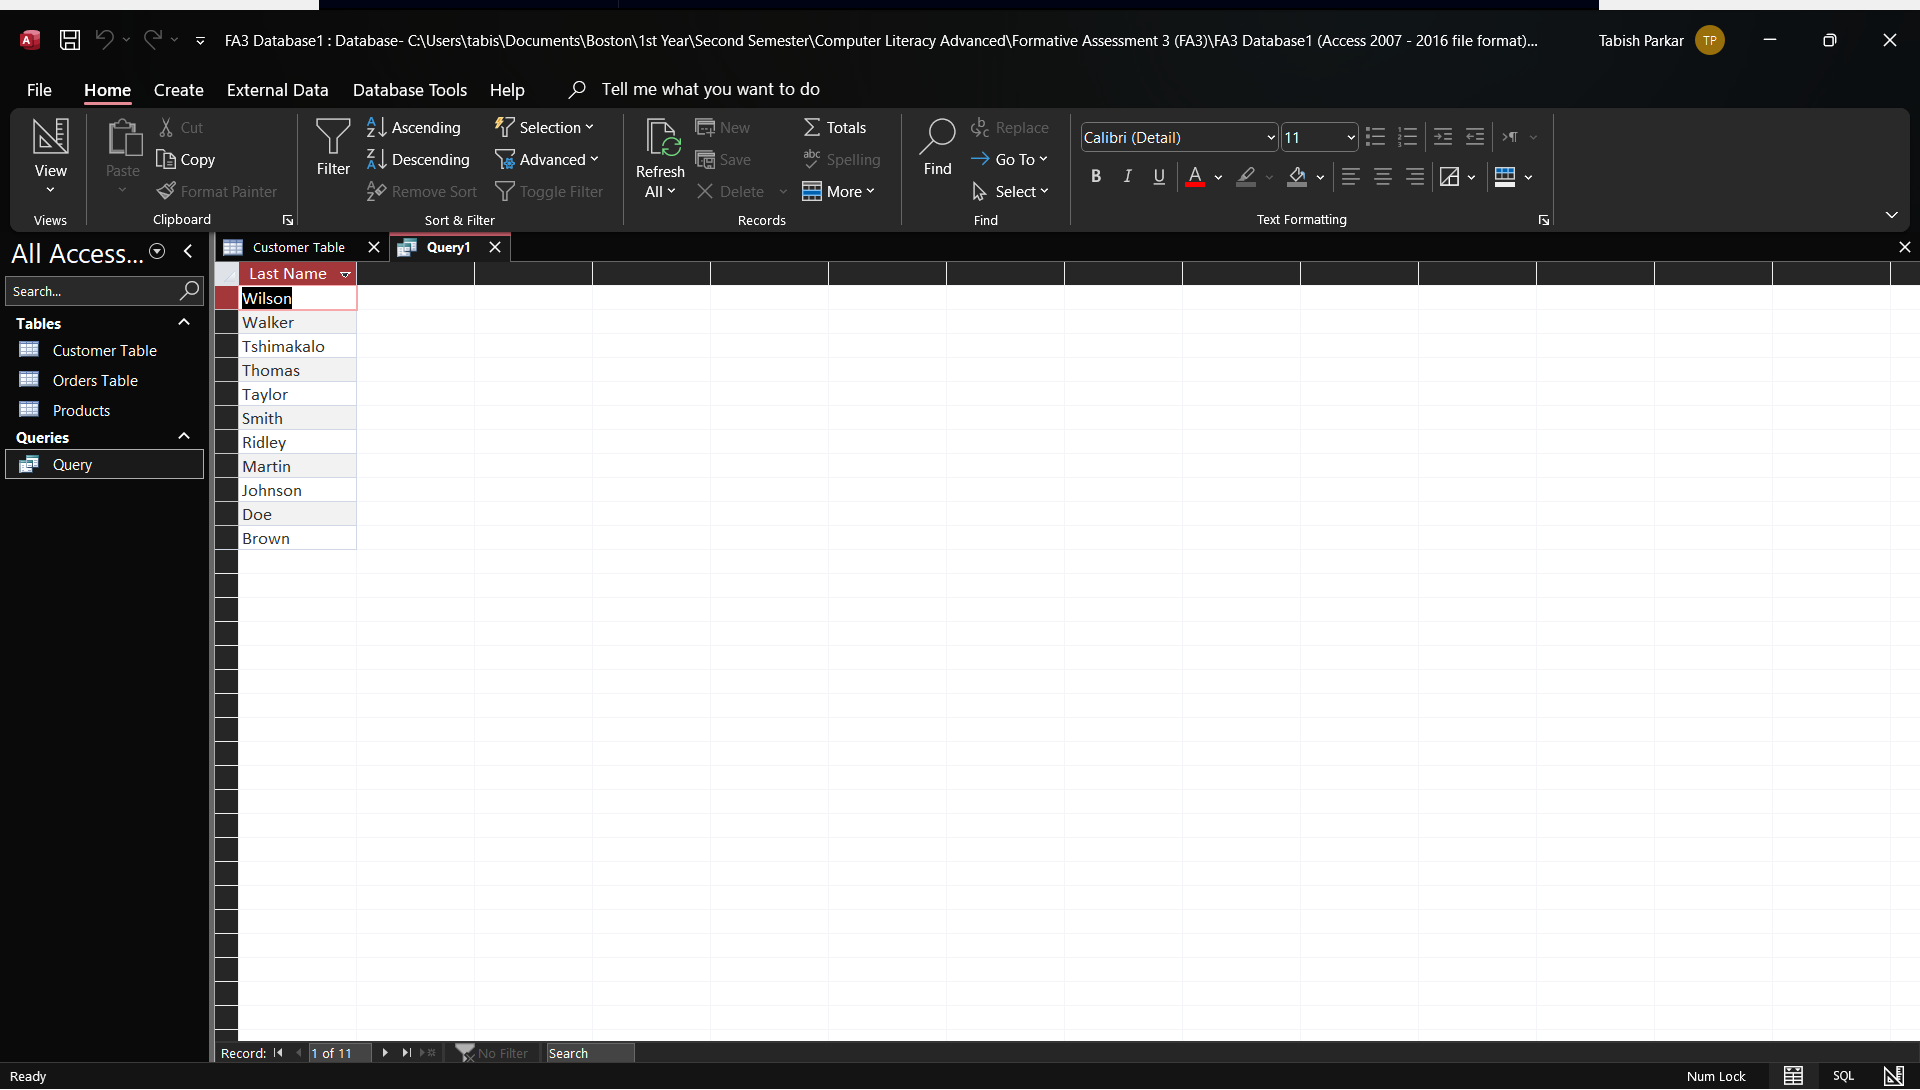 FA3 Database1 : Database- C:\Users\tabis\Documents\Boston\1st Year\Second Semester\Computer Literacy Advanced\Formative Assessment 3 (FA3)\FA3 Database1 (Access 2007 - 2016 file format)...
Tabish Parkar
TP
File
Home
Create
External Data
Database Tools
Help
Tell me what you want to do
View
Views
Paste
Cut
Copy
Format Painter
Clipboard
Filter
Ascending
Descending
Remove Sort
Selection
Advanced
Toggle Filter
Sort & Filter
Refresh
All
New
Save
Delete
Totals
Spelling
More
Records
Find
Replace
Go To
Select
Find
Calibri (Detail)
11
B I U A
Text Formatting
All Access...
Search...
Tables
Customer Table
Orders Table
Products
Queries
Query
Customer Table
Query1
Last Name
Wilson
Walker
Tshimakalo
Thomas
Taylor
Smith
Ridley
Martin
Johnson
Doe
Brown
Record:
1 of 11
No Filter
Search
Ready
Num Lock
SQL